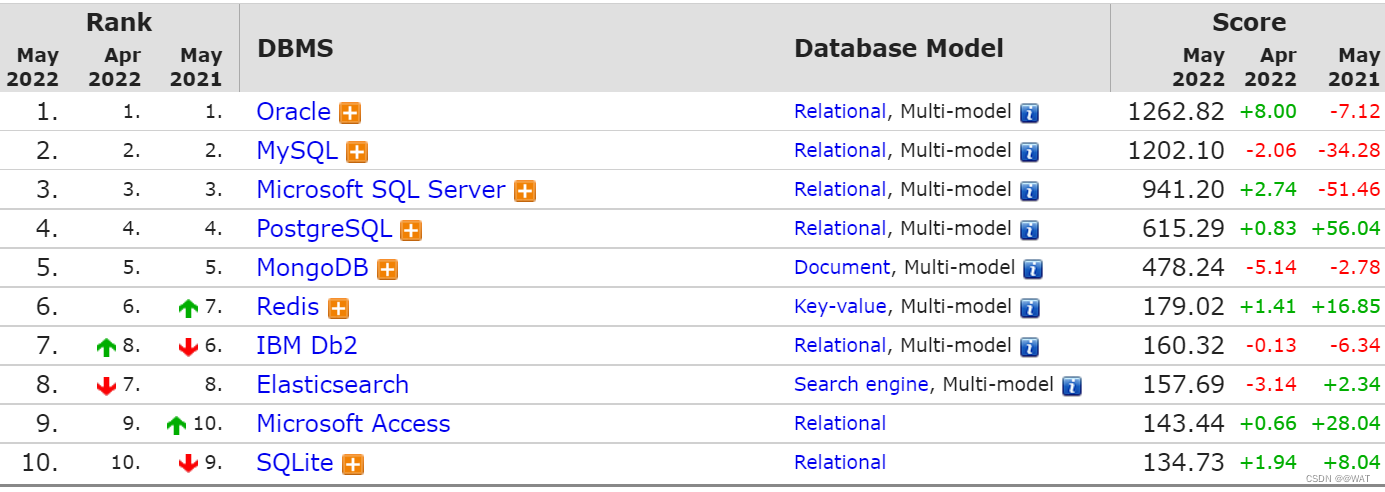 Rank DBMS Database Model Score
May 2022 Apr 2022 May 2021 May 2022 Apr 2022 May 2021
1. 1. 1. Oracle Relational, Multi-model 1262.82 +8.00 -7.12
2. 2. 2. MySQL Relational, Multi-model 1202.10 -2.06 -34.28
3. 3. 3. Microsoft SQL Server Relational, Multi-model 941.20 +2.74 -51.46
4. 4. 4. PostgreSQL Relational, Multi-model 615.29 +0.83 +56.04
5. 5. 5. MongoDB Document, Multi-model 478.24 -5.14 -2.78
6. 6. 7. Redis Key-value, Multi-model 179.02 +1.41 +16.85
7. 8. 6. IBM Db2 Relational, Multi-model 160.32 -0.13 -6.34
8. 7. 8. Elasticsearch Search engine, Multi-model 157.69 -3.14 +2.34
9. 9. 10. Microsoft Access Relational 143.44 +0.66 +28.04
10. 10. 9. SQLite Relational 134.73 +1.94 +8.04
CSDN @@WAT